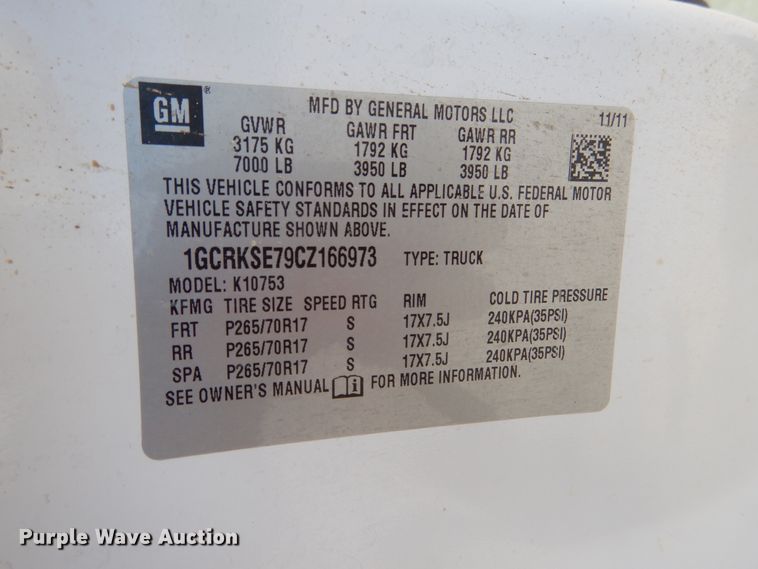 GM ® MFD BY GENERAL MOTORS LLC 11/11
GVWR GAWR FRT GAWR RR
3175 KG 1792 KG 1792 KG
7000 LB 3950 LB 3950 LB
THIS VEHICLE CONFORMS TO ALL APPLICABLE U.S. FEDERAL MOTOR
VEHICLE SAFETY STANDARDS IN EFFECT ON THE DATE OF
MANUFACTURE SHOWN ABOVE.
1GCRKSE79CZ166973 TYPE: TRUCK
MODEL: K10753
KFMG TIRE SIZE SPEED RTG RIM COLD TIRE PRESSURE
FRT P265/70R17 S 17X7.5J 240KPA(35PSI)
RR P265/70R17 S 17X7.5J 240KPA(35PSI)
SPA P265/70R17 S 17X7.5J 240KPA(35PSI)
SEE OWNER'S MANUAL i FOR MORE INFORMATION.
Purple Wave Auction